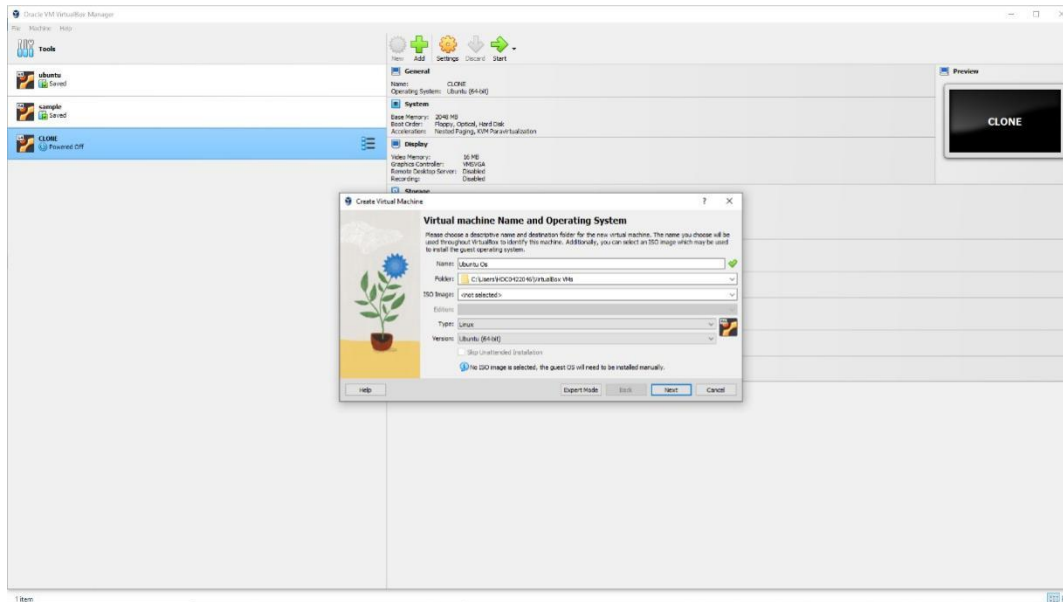 Oracle VM VirtualBox Manager
File Machine Help
Tools
New Add Settings Discard Start
ubuntu
Saved
sample
Saved
CLONE
Powered Off
General
Name: CLONE
Operating System: Ubuntu (64-bit)
System
Base Memory: 2048 MB
Boot Order: Floppy, Optical, Hard Disk
Acceleration: Nested Paging, KVM Paravirtualization
Display
Video Memory: 16 MB
Graphics Controller: VMSVGA
Remote Desktop Server: Disabled
Recording: Disabled
Storage
Preview
CLONE
Create Virtual Machine
? X
Virtual machine Name and Operating System
Please choose a descriptive name and destination folder for the new virtual machine. The name you choose will be
used throughout VirtualBox to identify this machine. Additionally, you can select an ISO image which may be used
to install the guest operating system.
Name: Ubuntu Os
Folder: C:\Users\HDC0422046\VirtualBox VMs
ISO Image: <not selected>
Edition:
Type: Linux
Version: Ubuntu (64-bit)
Skip Unattended Installation
No ISO image is selected, the guest OS will need to be installed manually.
Help Expert Mode Back Next Cancel
1 item